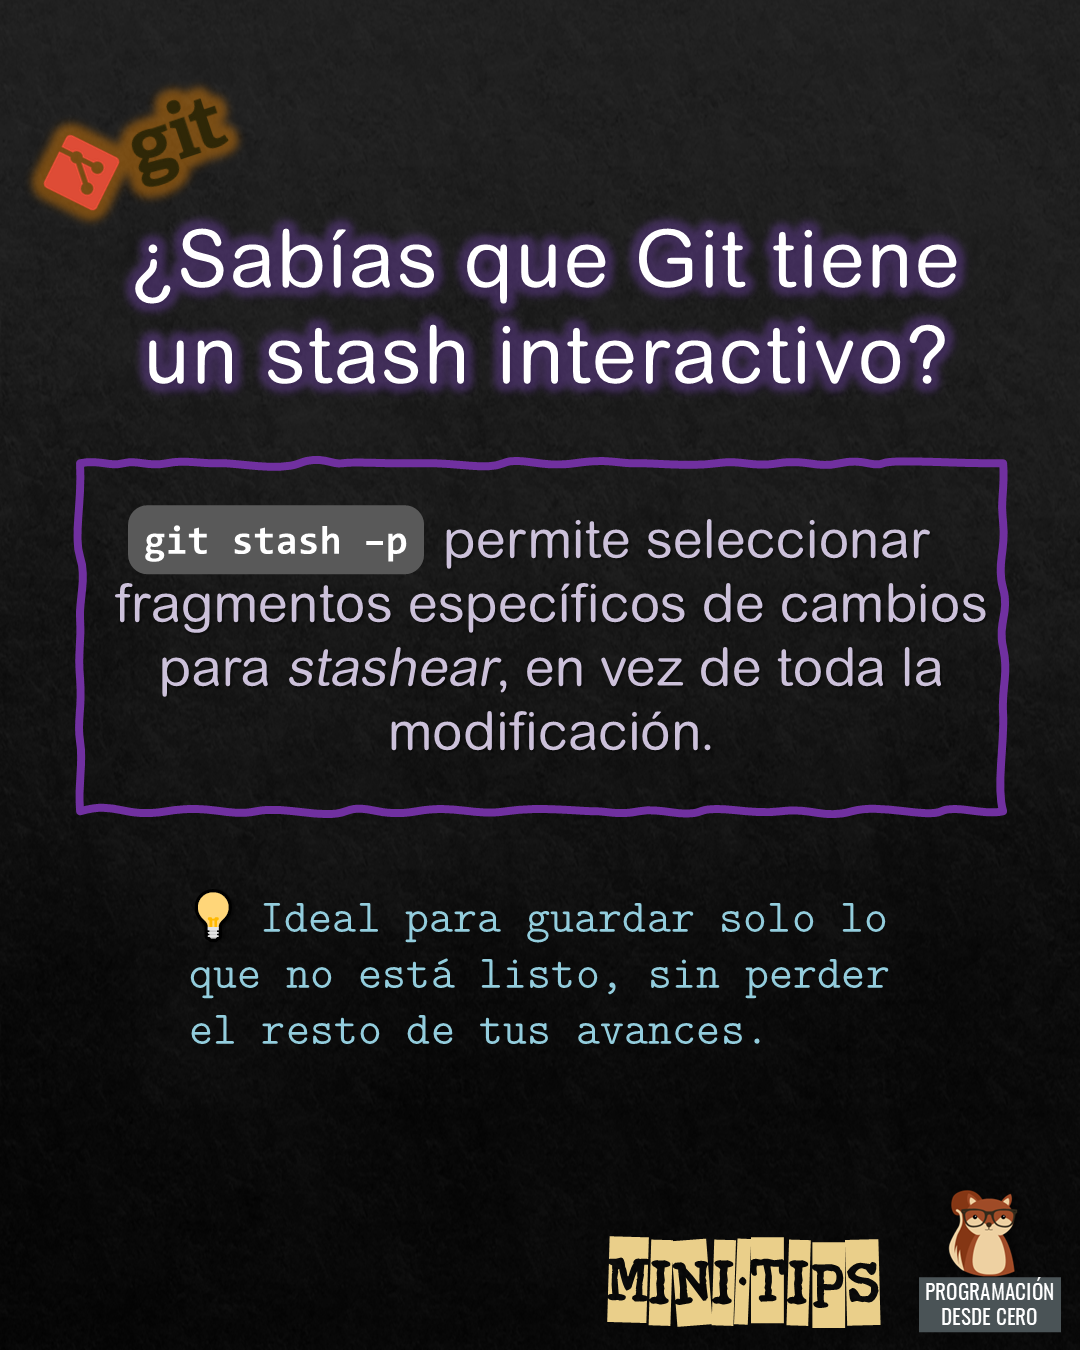 git
¿Sabías que Git tiene
un stash interactivo?
git stash –p permite seleccionar
fragmentos específicos de cambios
para stashear, en vez de toda la
modificación.
💡 Ideal para guardar solo lo
que no está listo, sin perder
el resto de tus avances.
MINI·TIPS
PROGRAMACIÓN
DESDE CERO